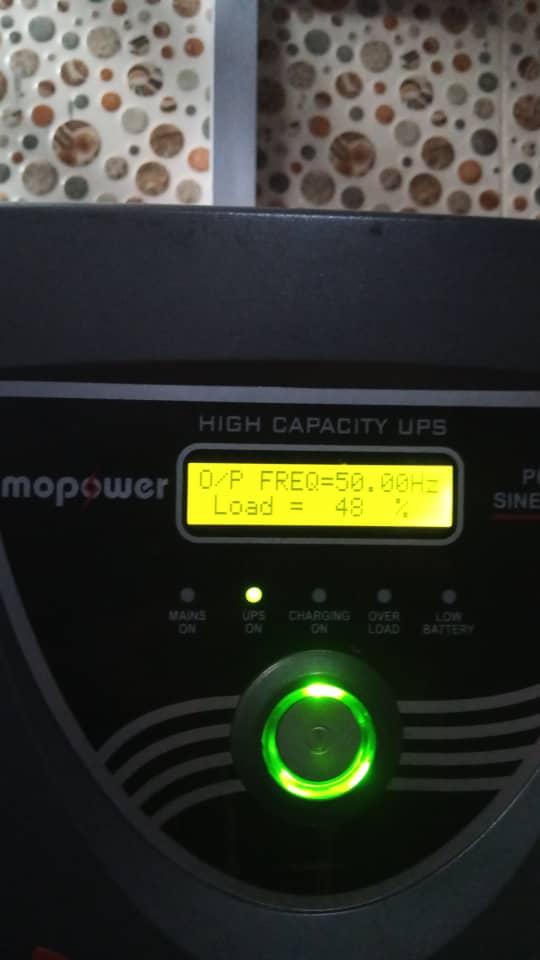 HIGH CAPACITY UPS
mopower
O/P FREQ=50.00Hz
Load = 48 %
SINE
MAINS ON
UPS ON
CHARGING ON
OVER LOAD
LOW BATTERY